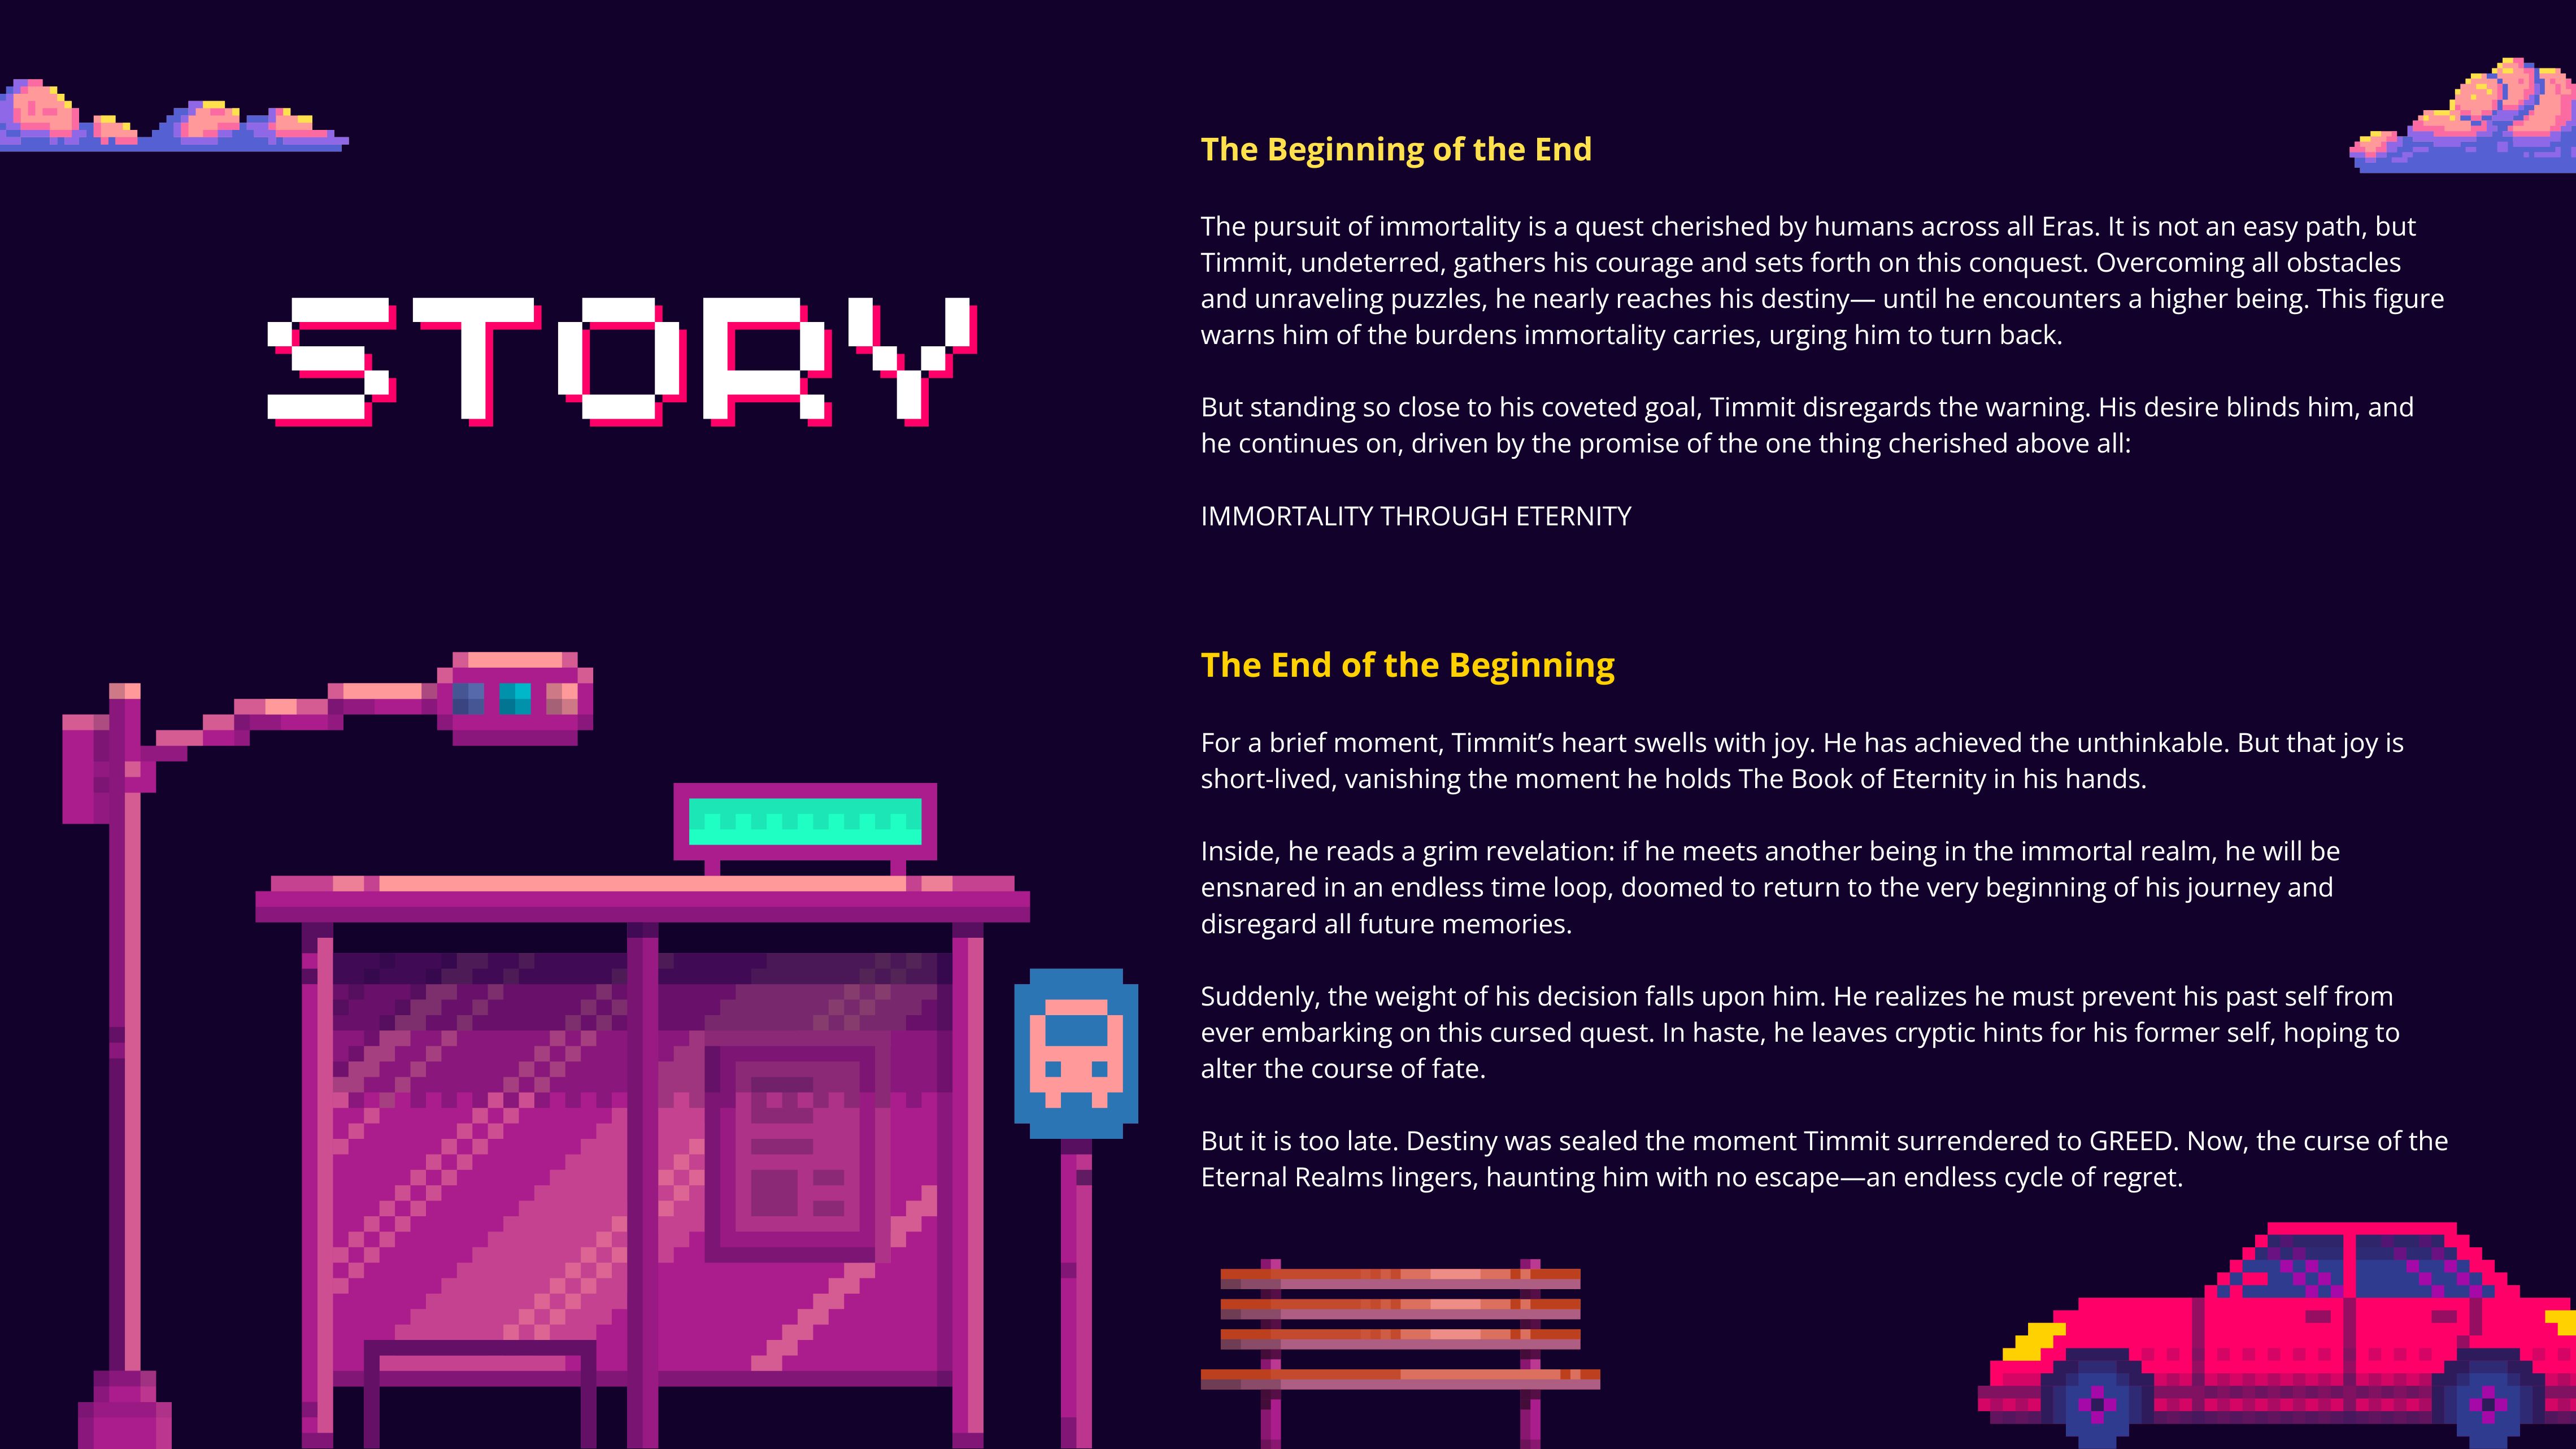 STORY
The Beginning of the End
The pursuit of immortality is a quest cherished by humans across all Eras. It is not an easy path, but
Timmit, undeterred, gathers his courage and sets forth on this conquest. Overcoming all obstacles
and unraveling puzzles, he nearly reaches his destiny— until he encounters a higher being. This figure
warns him of the burdens immortality carries, urging him to turn back.
But standing so close to his coveted goal, Timmit disregards the warning. His desire blinds him, and
he continues on, driven by the promise of the one thing cherished above all:
IMMORTALITY THROUGH ETERNITY
The End of the Beginning
For a brief moment, Timmit’s heart swells with joy. He has achieved the unthinkable. But that joy is
short-lived, vanishing the moment he holds The Book of Eternity in his hands.
Inside, he reads a grim revelation: if he meets another being in the immortal realm, he will be
ensnared in an endless time loop, doomed to return to the very beginning of his journey and
disregard all future memories.
Suddenly, the weight of his decision falls upon him. He realizes he must prevent his past self from
ever embarking on this cursed quest. In haste, he leaves cryptic hints for his former self, hoping to
alter the course of fate.
But it is too late. Destiny was sealed the moment Timmit surrendered to GREED. Now, the curse of the
Eternal Realms lingers, haunting him with no escape—an endless cycle of regret.